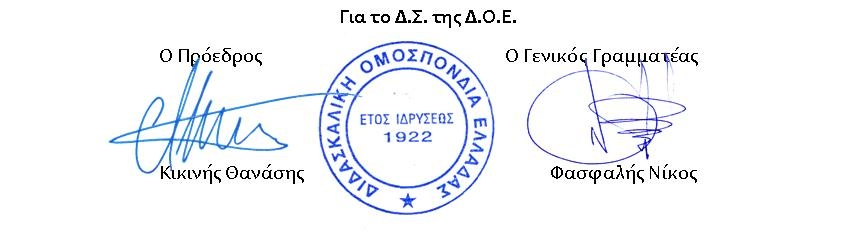 Για το Δ.Σ. της Δ.Ο.Ε.
Ο Πρόεδρος
Ο Γενικός Γραμματέας
ΔΙΔΑΣΚΑΛΙΚΗ ΟΜΟΣΠΟΝΔΙΑ ΕΛΛΑΔΑΣ
ΕΤΟΣ ΙΔΡΥΣΕΩΣ
1922
Κικινής Θανάσης
Φασφαλής Νίκος